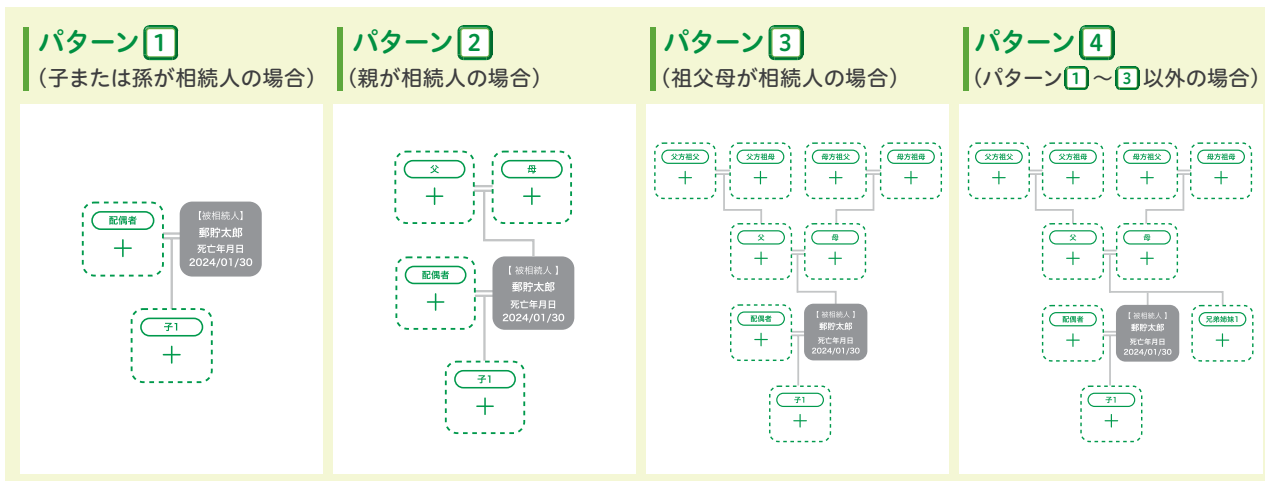 パターン1
(子または孫が相続人の場合)
配偶者
【被相続人】
郵貯太郎
死亡年月日
2024/01/30
子1
パターン2
(親が相続人の場合)
父
母
配偶者
【被相続人】
郵貯太郎
死亡年月日
2024/01/30
子1
パターン3
(祖父母が相続人の場合)
父方祖父
父方祖母
母方祖父
母方祖母
父
母
配偶者
【被相続人】
郵貯太郎
死亡年月日
2024/01/30
子1
パターン4
(パターン1～3以外の場合)
父方祖父
父方祖母
母方祖父
母方祖母
父
母
配偶者
【被相続人】
郵貯太郎
死亡年月日
2024/01/30
兄弟姉妹1
子1